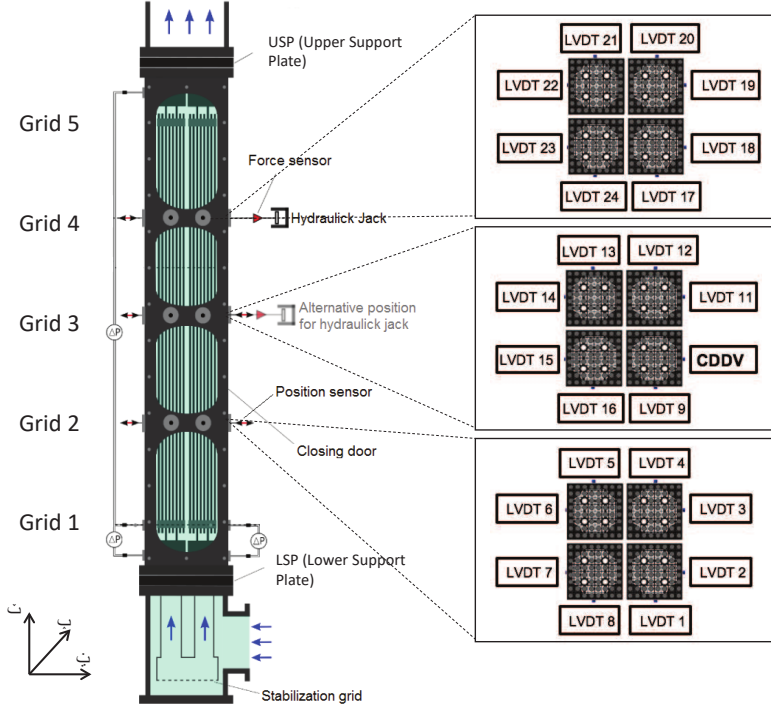 USP (Upper Support
Plate)
Grid 5
Force sensor
Grid 4
Hydraulick Jack
Grid 3
Alternative position
for hydraulick jack
ΔP
Position sensor
Grid 2
Closing door
Grid 1
ΔP
ΔP
LSP (Lower Support
Plate)
Stabilization grid
LVDT 21
LVDT 20
LVDT 22
LVDT 19
LVDT 23
LVDT 18
LVDT 24
LVDT 17
LVDT 13
LVDT 12
LVDT 14
LVDT 11
LVDT 15
CDDV
LVDT 16
LVDT 9
LVDT 5
LVDT 4
LVDT 6
LVDT 3
LVDT 7
LVDT 2
LVDT 8
LVDT 1